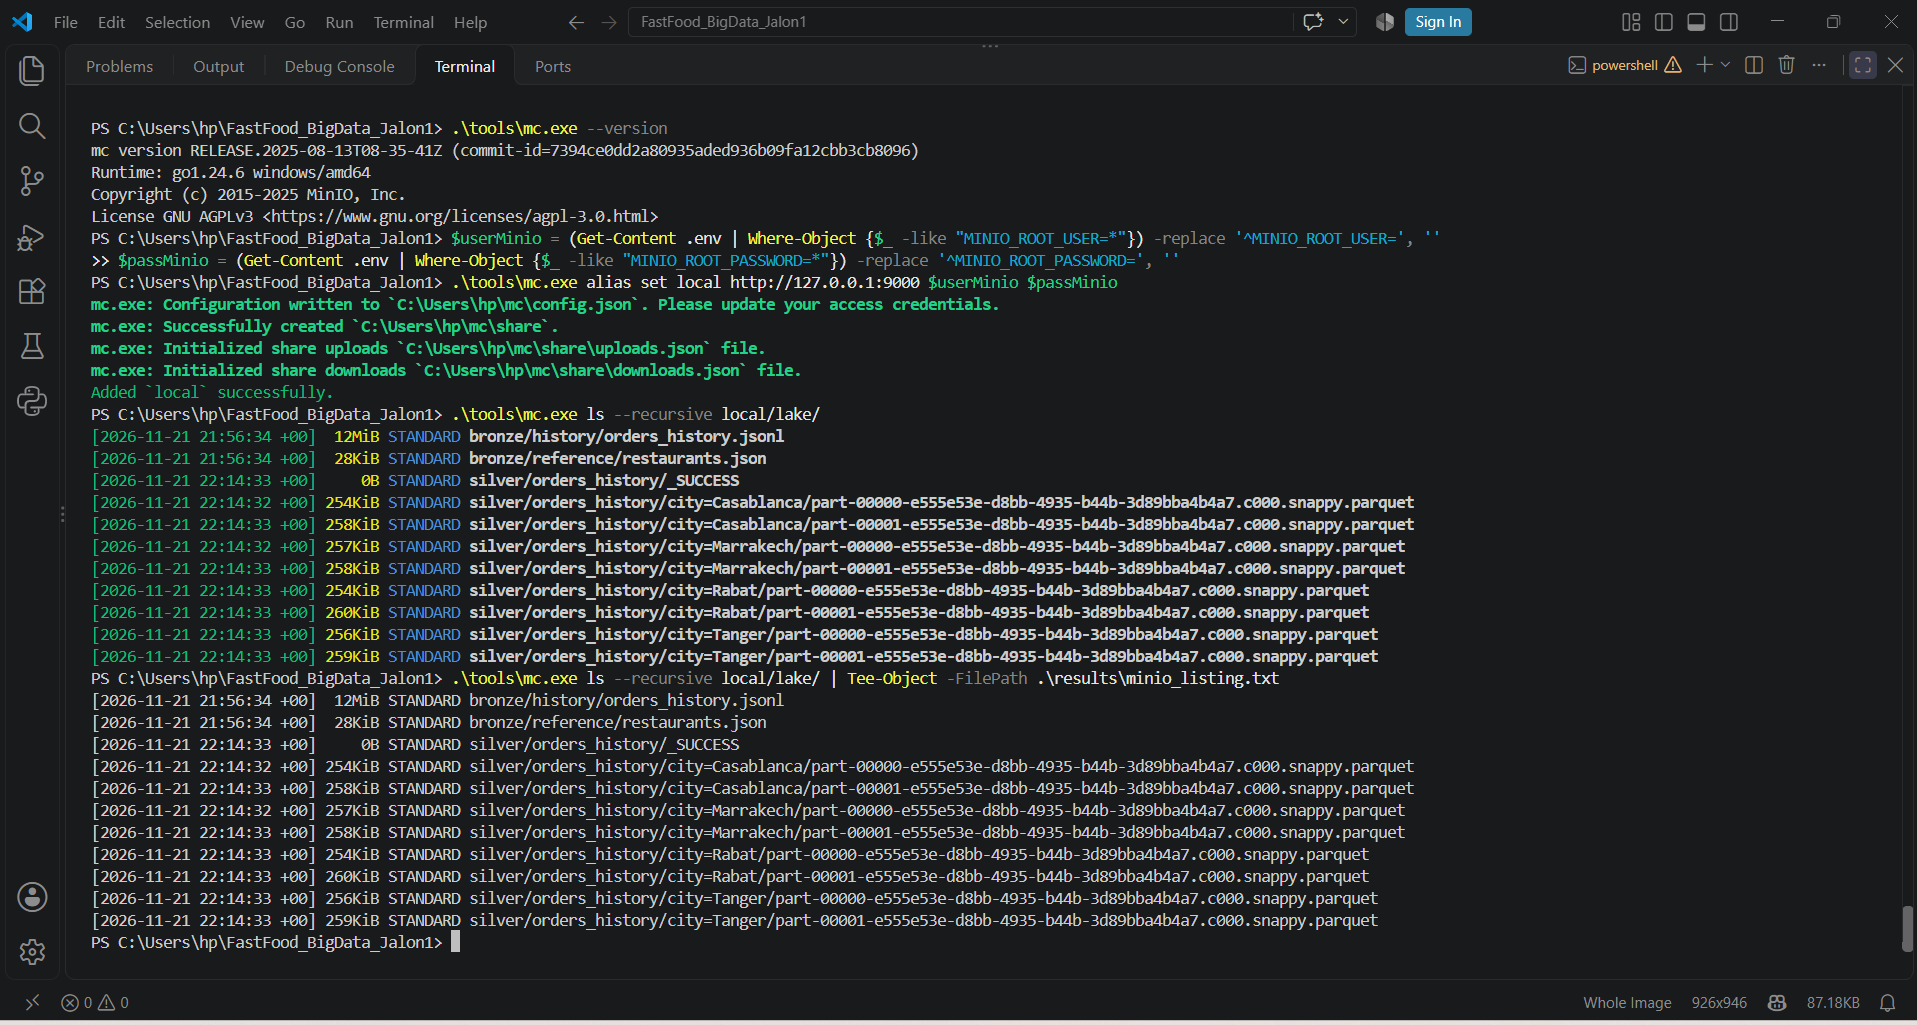 File Edit Selection View Go Run Terminal Help
FastFood_BigData_Jalon1
Sign In
Problems Output Debug Console Terminal Ports
powershell
PS C:\Users\hp\FastFood_BigData_Jalon1> .\tools\mc.exe --version
mc version RELEASE.2025-08-13T08-35-41Z (commit-id=7394ce0dd2a80935aded936b09fa12cbb3cb8096)
Runtime: go1.24.6 windows/amd64
Copyright (c) 2015-2025 MinIO, Inc.
License GNU AGPLv3 <https://www.gnu.org/licenses/agpl-3.0.html>
PS C:\Users\hp\FastFood_BigData_Jalon1> $userMinio = (Get-Content .env | Where-Object {$_ -like "MINIO_ROOT_USER=*"}) -replace '^MINIO_ROOT_USER=', ''
>> $passMinio = (Get-Content .env | Where-Object {$_ -like "MINIO_ROOT_PASSWORD=*"}) -replace '^MINIO_ROOT_PASSWORD=', ''
PS C:\Users\hp\FastFood_BigData_Jalon1> .\tools\mc.exe alias set local http://127.0.0.1:9000 $userMinio $passMinio
mc.exe: Configuration written to `C:\Users\hp\mc\config.json`. Please update your access credentials.
mc.exe: Successfully created `C:\Users\hp\mc\share`.
mc.exe: Initialized share uploads `C:\Users\hp\mc\share\uploads.json` file.
mc.exe: Initialized share downloads `C:\Users\hp\mc\share\downloads.json` file.
Added `local` successfully.
PS C:\Users\hp\FastFood_BigData_Jalon1> .\tools\mc.exe ls --recursive local/lake/
[2026-11-21 21:56:34 +00]  12MiB STANDARD bronze/history/orders_history.jsonl
[2026-11-21 21:56:34 +00]  28KiB STANDARD bronze/reference/restaurants.json
[2026-11-21 22:14:33 +00]     0B STANDARD silver/orders_history/_SUCCESS
[2026-11-21 22:14:32 +00] 254KiB STANDARD silver/orders_history/city=Casablanca/part-00000-e555e53e-d8bb-4935-b44b-3d89bba4b4a7.c000.snappy.parquet
[2026-11-21 22:14:33 +00] 258KiB STANDARD silver/orders_history/city=Casablanca/part-00001-e555e53e-d8bb-4935-b44b-3d89bba4b4a7.c000.snappy.parquet
[2026-11-21 22:14:32 +00] 257KiB STANDARD silver/orders_history/city=Marrakech/part-00000-e555e53e-d8bb-4935-b44b-3d89bba4b4a7.c000.snappy.parquet
[2026-11-21 22:14:33 +00] 258KiB STANDARD silver/orders_history/city=Marrakech/part-00001-e555e53e-d8bb-4935-b44b-3d89bba4b4a7.c000.snappy.parquet
[2026-11-21 22:14:33 +00] 254KiB STANDARD silver/orders_history/city=Rabat/part-00000-e555e53e-d8bb-4935-b44b-3d89bba4b4a7.c000.snappy.parquet
[2026-11-21 22:14:33 +00] 260KiB STANDARD silver/orders_history/city=Rabat/part-00001-e555e53e-d8bb-4935-b44b-3d89bba4b4a7.c000.snappy.parquet
[2026-11-21 22:14:33 +00] 256KiB STANDARD silver/orders_history/city=Tanger/part-00000-e555e53e-d8bb-4935-b44b-3d89bba4b4a7.c000.snappy.parquet
[2026-11-21 22:14:33 +00] 259KiB STANDARD silver/orders_history/city=Tanger/part-00001-e555e53e-d8bb-4935-b44b-3d89bba4b4a7.c000.snappy.parquet
PS C:\Users\hp\FastFood_BigData_Jalon1> .\tools\mc.exe ls --recursive local/lake/ | Tee-Object -FilePath .\results\minio_listing.txt
[2026-11-21 21:56:34 +00]  12MiB STANDARD bronze/history/orders_history.jsonl
[2026-11-21 21:56:34 +00]  28KiB STANDARD bronze/reference/restaurants.json
[2026-11-21 22:14:33 +00]     0B STANDARD silver/orders_history/_SUCCESS
[2026-11-21 22:14:32 +00] 254KiB STANDARD silver/orders_history/city=Casablanca/part-00000-e555e53e-d8bb-4935-b44b-3d89bba4b4a7.c000.snappy.parquet
[2026-11-21 22:14:33 +00] 258KiB STANDARD silver/orders_history/city=Casablanca/part-00001-e555e53e-d8bb-4935-b44b-3d89bba4b4a7.c000.snappy.parquet
[2026-11-21 22:14:32 +00] 257KiB STANDARD silver/orders_history/city=Marrakech/part-00000-e555e53e-d8bb-4935-b44b-3d89bba4b4a7.c000.snappy.parquet
[2026-11-21 22:14:33 +00] 258KiB STANDARD silver/orders_history/city=Marrakech/part-00001-e555e53e-d8bb-4935-b44b-3d89bba4b4a7.c000.snappy.parquet
[2026-11-21 22:14:33 +00] 254KiB STANDARD silver/orders_history/city=Rabat/part-00000-e555e53e-d8bb-4935-b44b-3d89bba4b4a7.c000.snappy.parquet
[2026-11-21 22:14:33 +00] 260KiB STANDARD silver/orders_history/city=Rabat/part-00001-e555e53e-d8bb-4935-b44b-3d89bba4b4a7.c000.snappy.parquet
[2026-11-21 22:14:33 +00] 256KiB STANDARD silver/orders_history/city=Tanger/part-00000-e555e53e-d8bb-4935-b44b-3d89bba4b4a7.c000.snappy.parquet
[2026-11-21 22:14:33 +00] 259KiB STANDARD silver/orders_history/city=Tanger/part-00001-e555e53e-d8bb-4935-b44b-3d89bba4b4a7.c000.snappy.parquet
PS C:\Users\hp\FastFood_BigData_Jalon1>
0 0 Whole Image 926x946 87.18KB